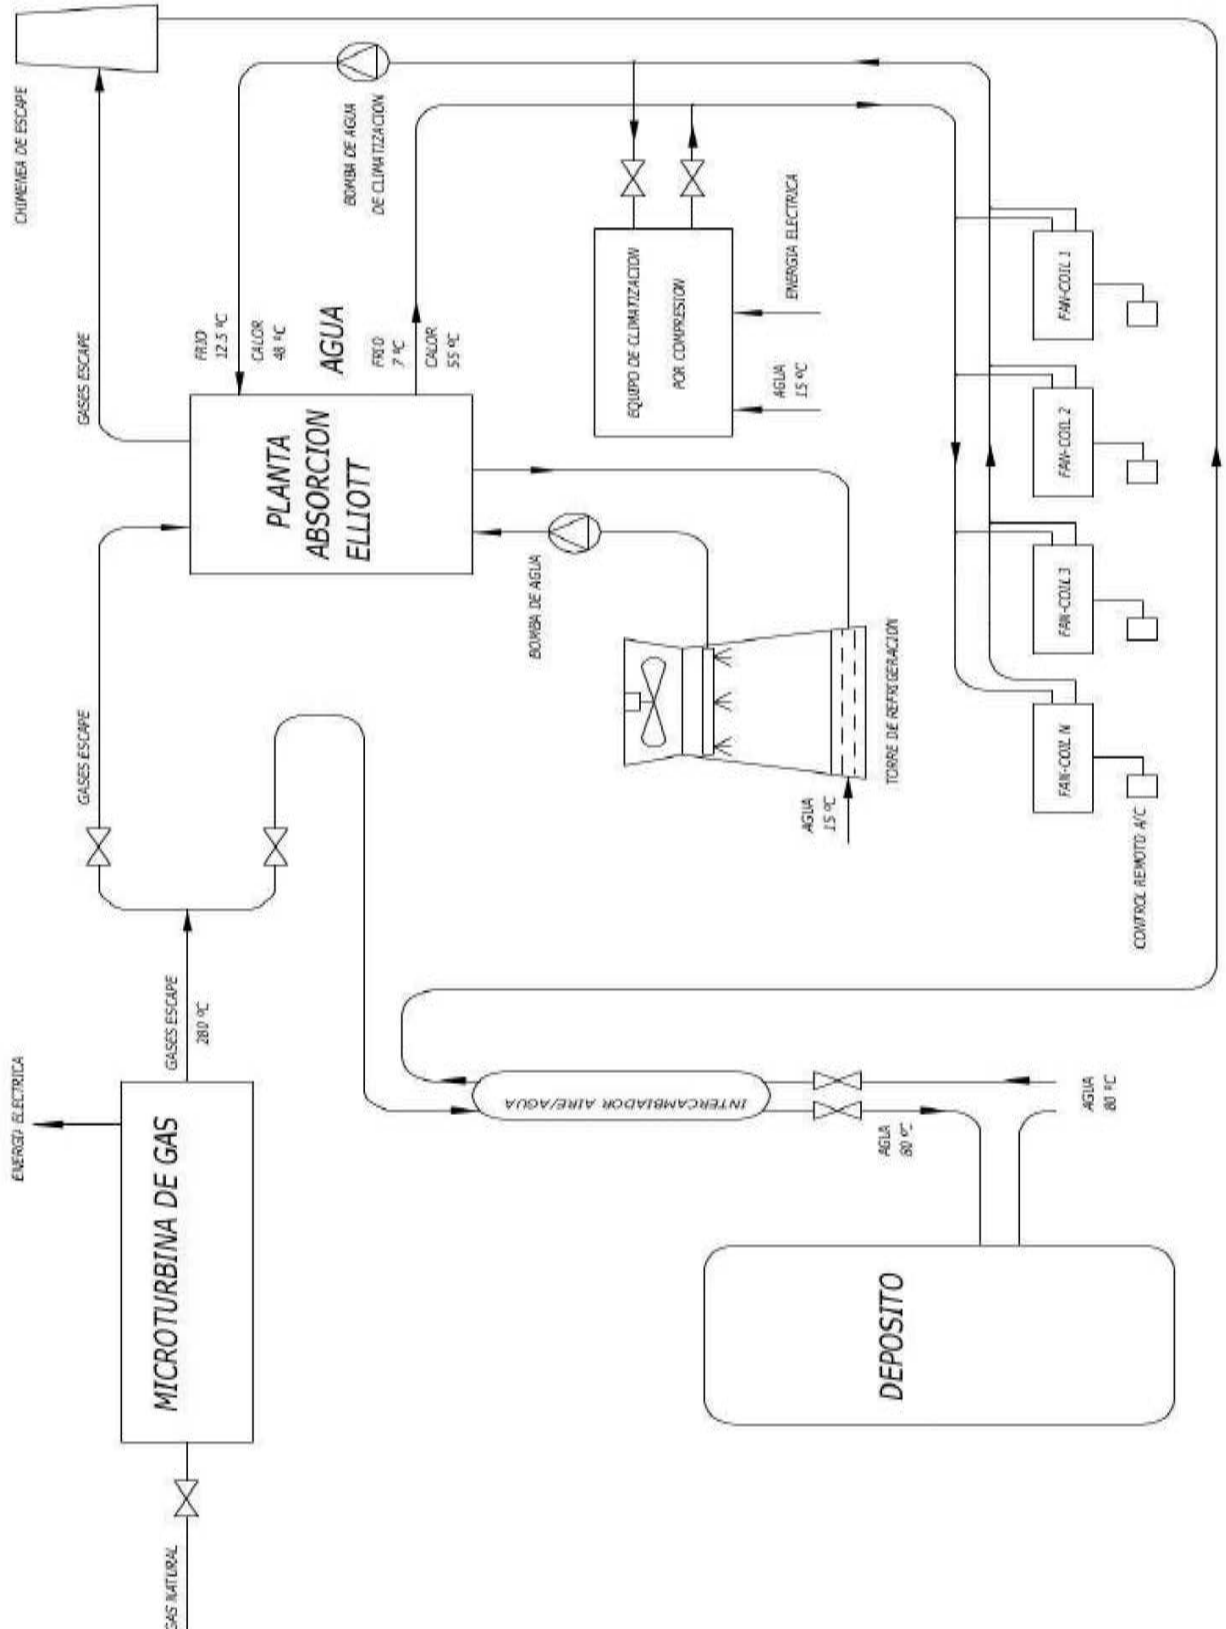 ENERGIA ELECTRICA
CHIMENEA DE ESCAPE
GASES ESCAPE
GASES ESCAPE
GAS NATURAL
MICROTURBINA DE GAS
GASES ESCAPE
280 ºC
PLANTA
ABSORCION
ELLIOTT
FRIO
12.5 ºC
CALOR
48 ºC
AGUA
FRIO
7 ºC
CALOR
55 ºC
BOMBA DE AGUA
DE CLIMATIZACION
BOMBA DE AGUA
INTERCAMBIADOR AIRE/AGUA
EQUIPO DE CLIMATIZACION
POR COMPRESION
AGUA
15 ºC
ENERGIA ELECTRICA
AGUA
15 ºC
TORRE DE REFRIGERACION
DEPOSITO
AGUA
80 ºC
AGUA
80 ºC
FAN-COIL N
FAN-COIL 3
FAN-COIL 2
FAN-COIL 1
CONTROL REMOTO A/C